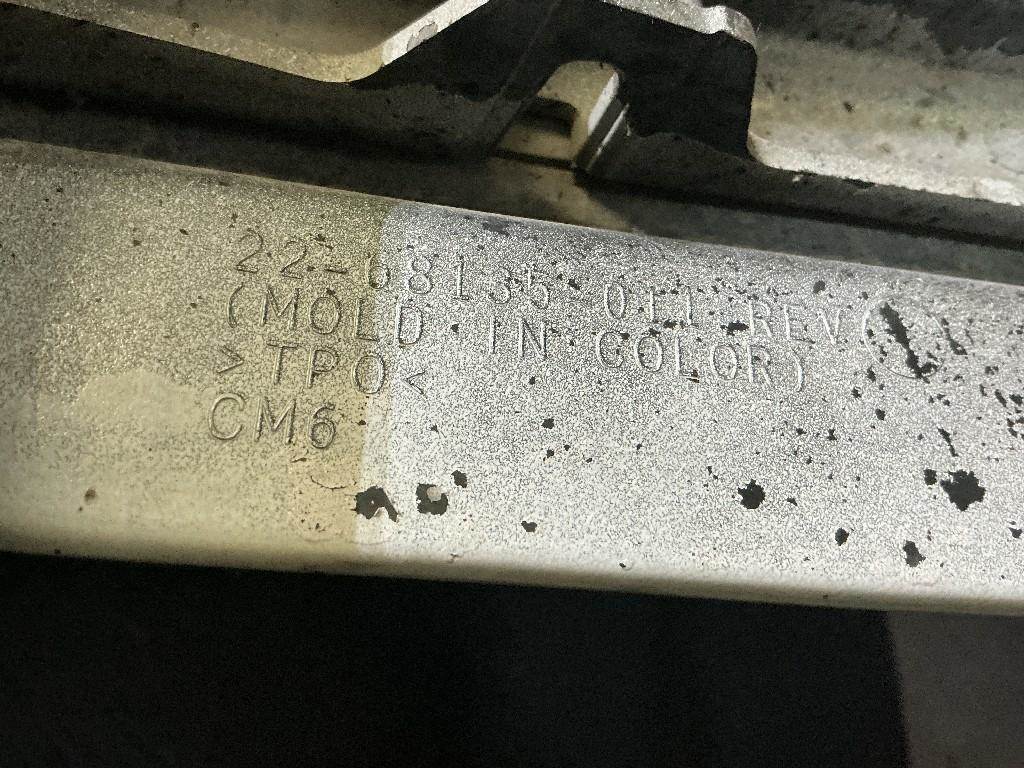 22-68135-011 REV(
(MOLD IN COLOR)
>TPO<
CM6